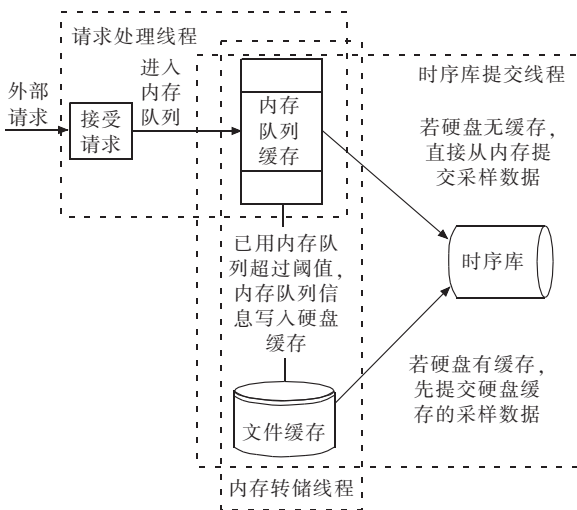 请求处理线程
外部
请求
接受
请求
进入
内存
队列
内存
队列
缓存
时序库提交线程
若硬盘无缓存，
直接从内存提
交采样数据
时序库
已用内存队
列超过阈值，
内存队列信
息写入硬盘
缓存
若硬盘有缓存，
先提交硬盘缓
存的采样数据
文件缓存
内存转储线程